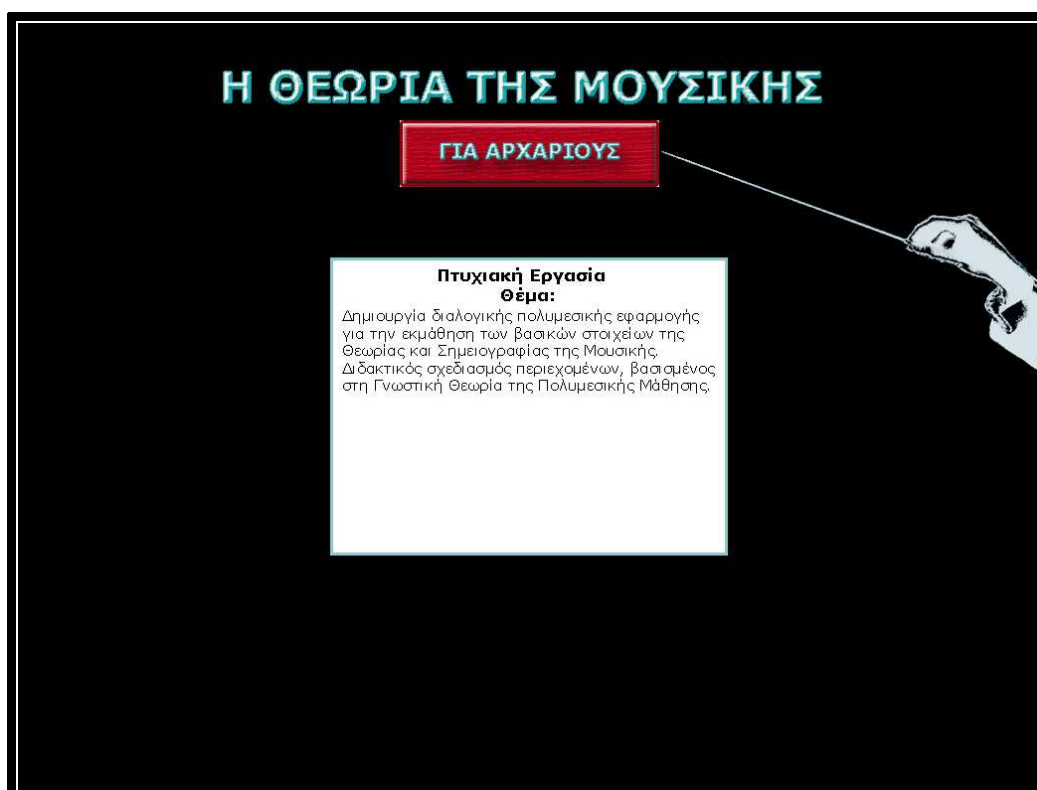 Η ΘΕΩΡΙΑ ΤΗΣ ΜΟΥΣΙΚΗΣ
ΓΙΑ ΑΡΧΑΡΙΟΥΣ
Πτυχιακή Εργασία
Θέμα:
Δημιουργία διαλογικής πολυμεσικής εφαρμογής
για την εκμάθηση των βασικών στοιχείων της
Θεωρίας και Σημειογραφίας της Μουσικής.
Διδακτικός σχεδιασμός περιεχομένων, βασισμένος
στη Γνωστική Θεωρία της Πολυμεσικής Μάθησης.